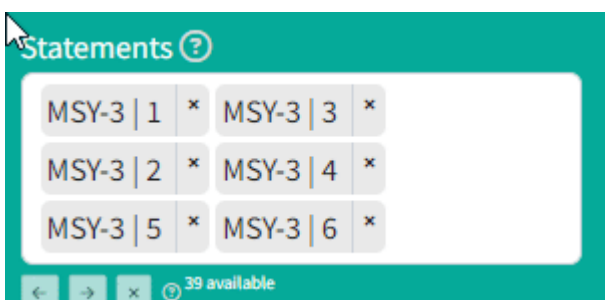 Statements ?
MSY-3 | 1 × MSY-3 | 3 ×
MSY-3 | 2 × MSY-3 | 4 ×
MSY-3 | 5 × MSY-3 | 6 ×
← → × ? 39 available